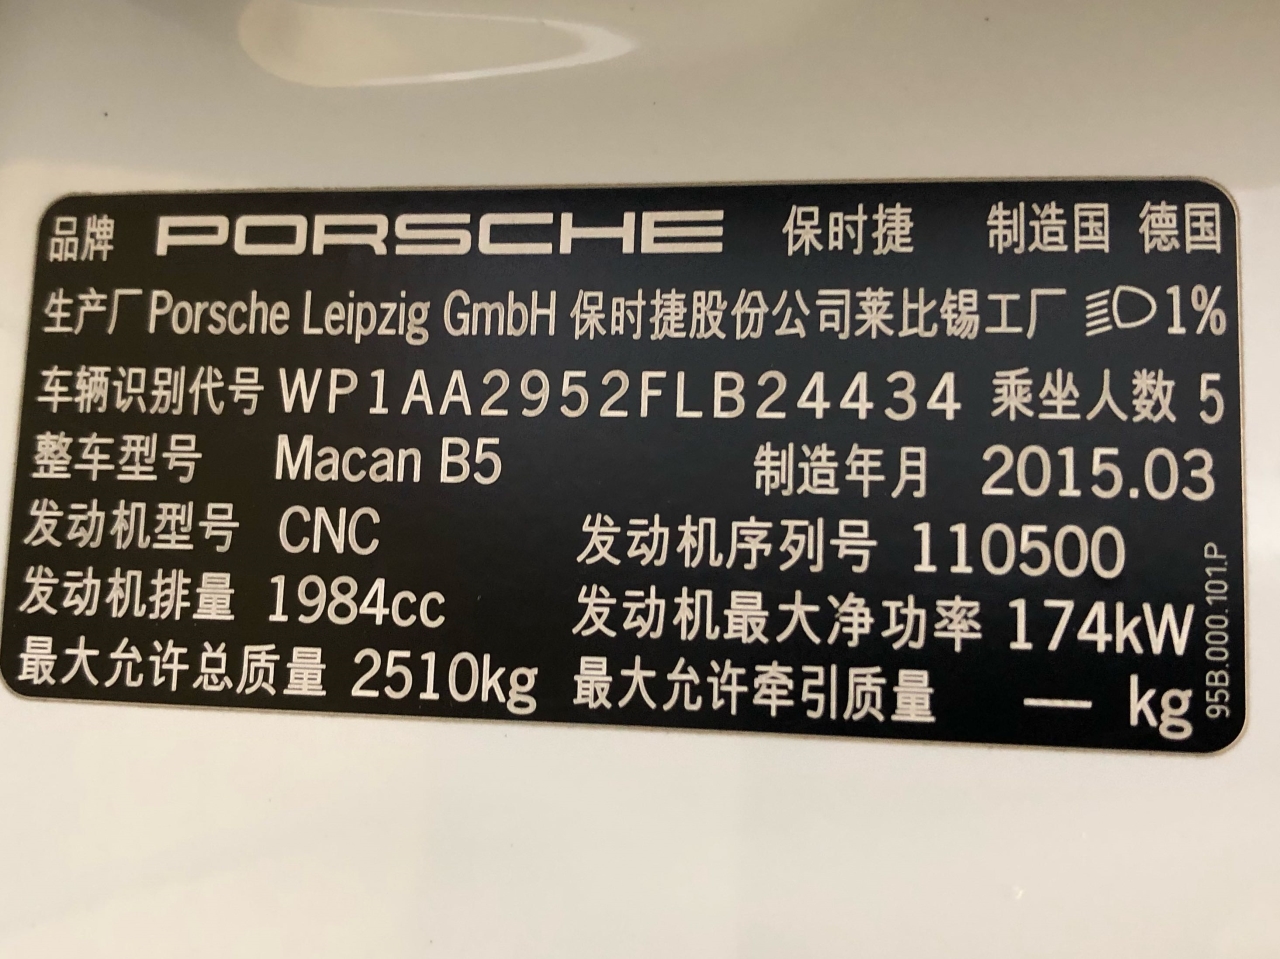 品牌 PORSCHE 保时捷 制造国 德国
生产厂 Porsche Leipzig GmbH 保时捷股份公司莱比锡工厂 1%
车辆识别代号 WP1AA2952FLB24434 乘坐人数 5
整车型号 Macan B5 制造年月 2015.03
发动机型号 CNC 发动机序列号 110500
发动机排量 1984cc 发动机最大净功率 174kW
最大允许总质量 2510kg 最大允许牵引质量 — kg
95B.000.101.P